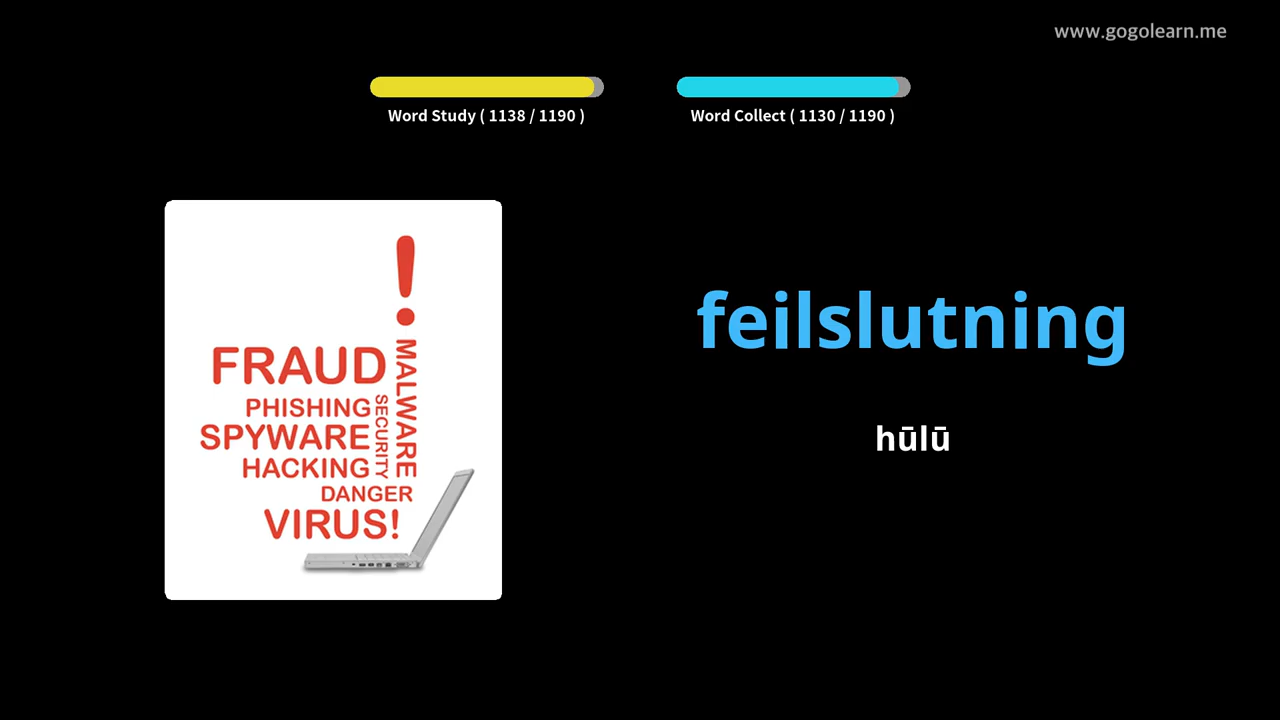 www.gogolearn.me
Word Study ( 1138 / 1190 )
Word Collect ( 1130 / 1190 )
!
FRAUD
PHISHING
SPYWARE
HACKING
DANGER
VIRUS!
SECURITY
MALWARE
feilslutning
hūlū